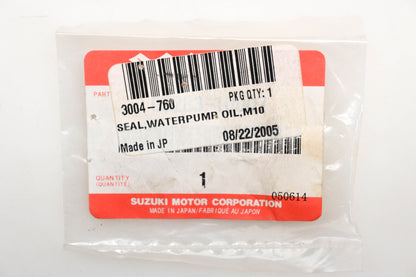 PART
3004-760
PKG QTY: 1
SEAL,WATERPUMP OIL,M10
Made in JP
08/22/2005
QUANTITY
(QUANTITÉ)
1
050614
SUZUKI MOTOR CORPORATION
MADE IN JAPAN/FABRIQUÉ AU JAPON